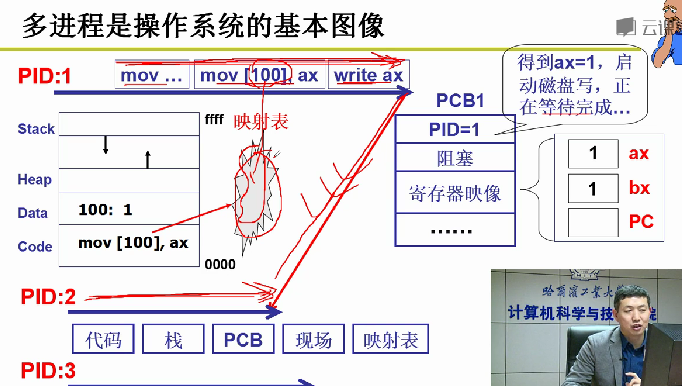 多进程是操作系统的基本图像
云课
PID:1
mov ... mov [100], ax write ax
得到ax=1，启
动磁盘写，正
在等待完成...
PCB1
Stack
ffff
映射表
PID=1
阻塞
寄存器映像
......
1 ax
1 bx
PC
Heap
Data
100: 1
Code
mov [100], ax
0000
PID:2
代码 栈 PCB 现场 映射表
PID:3
哈尔滨工业大学
计算机科学与技 院